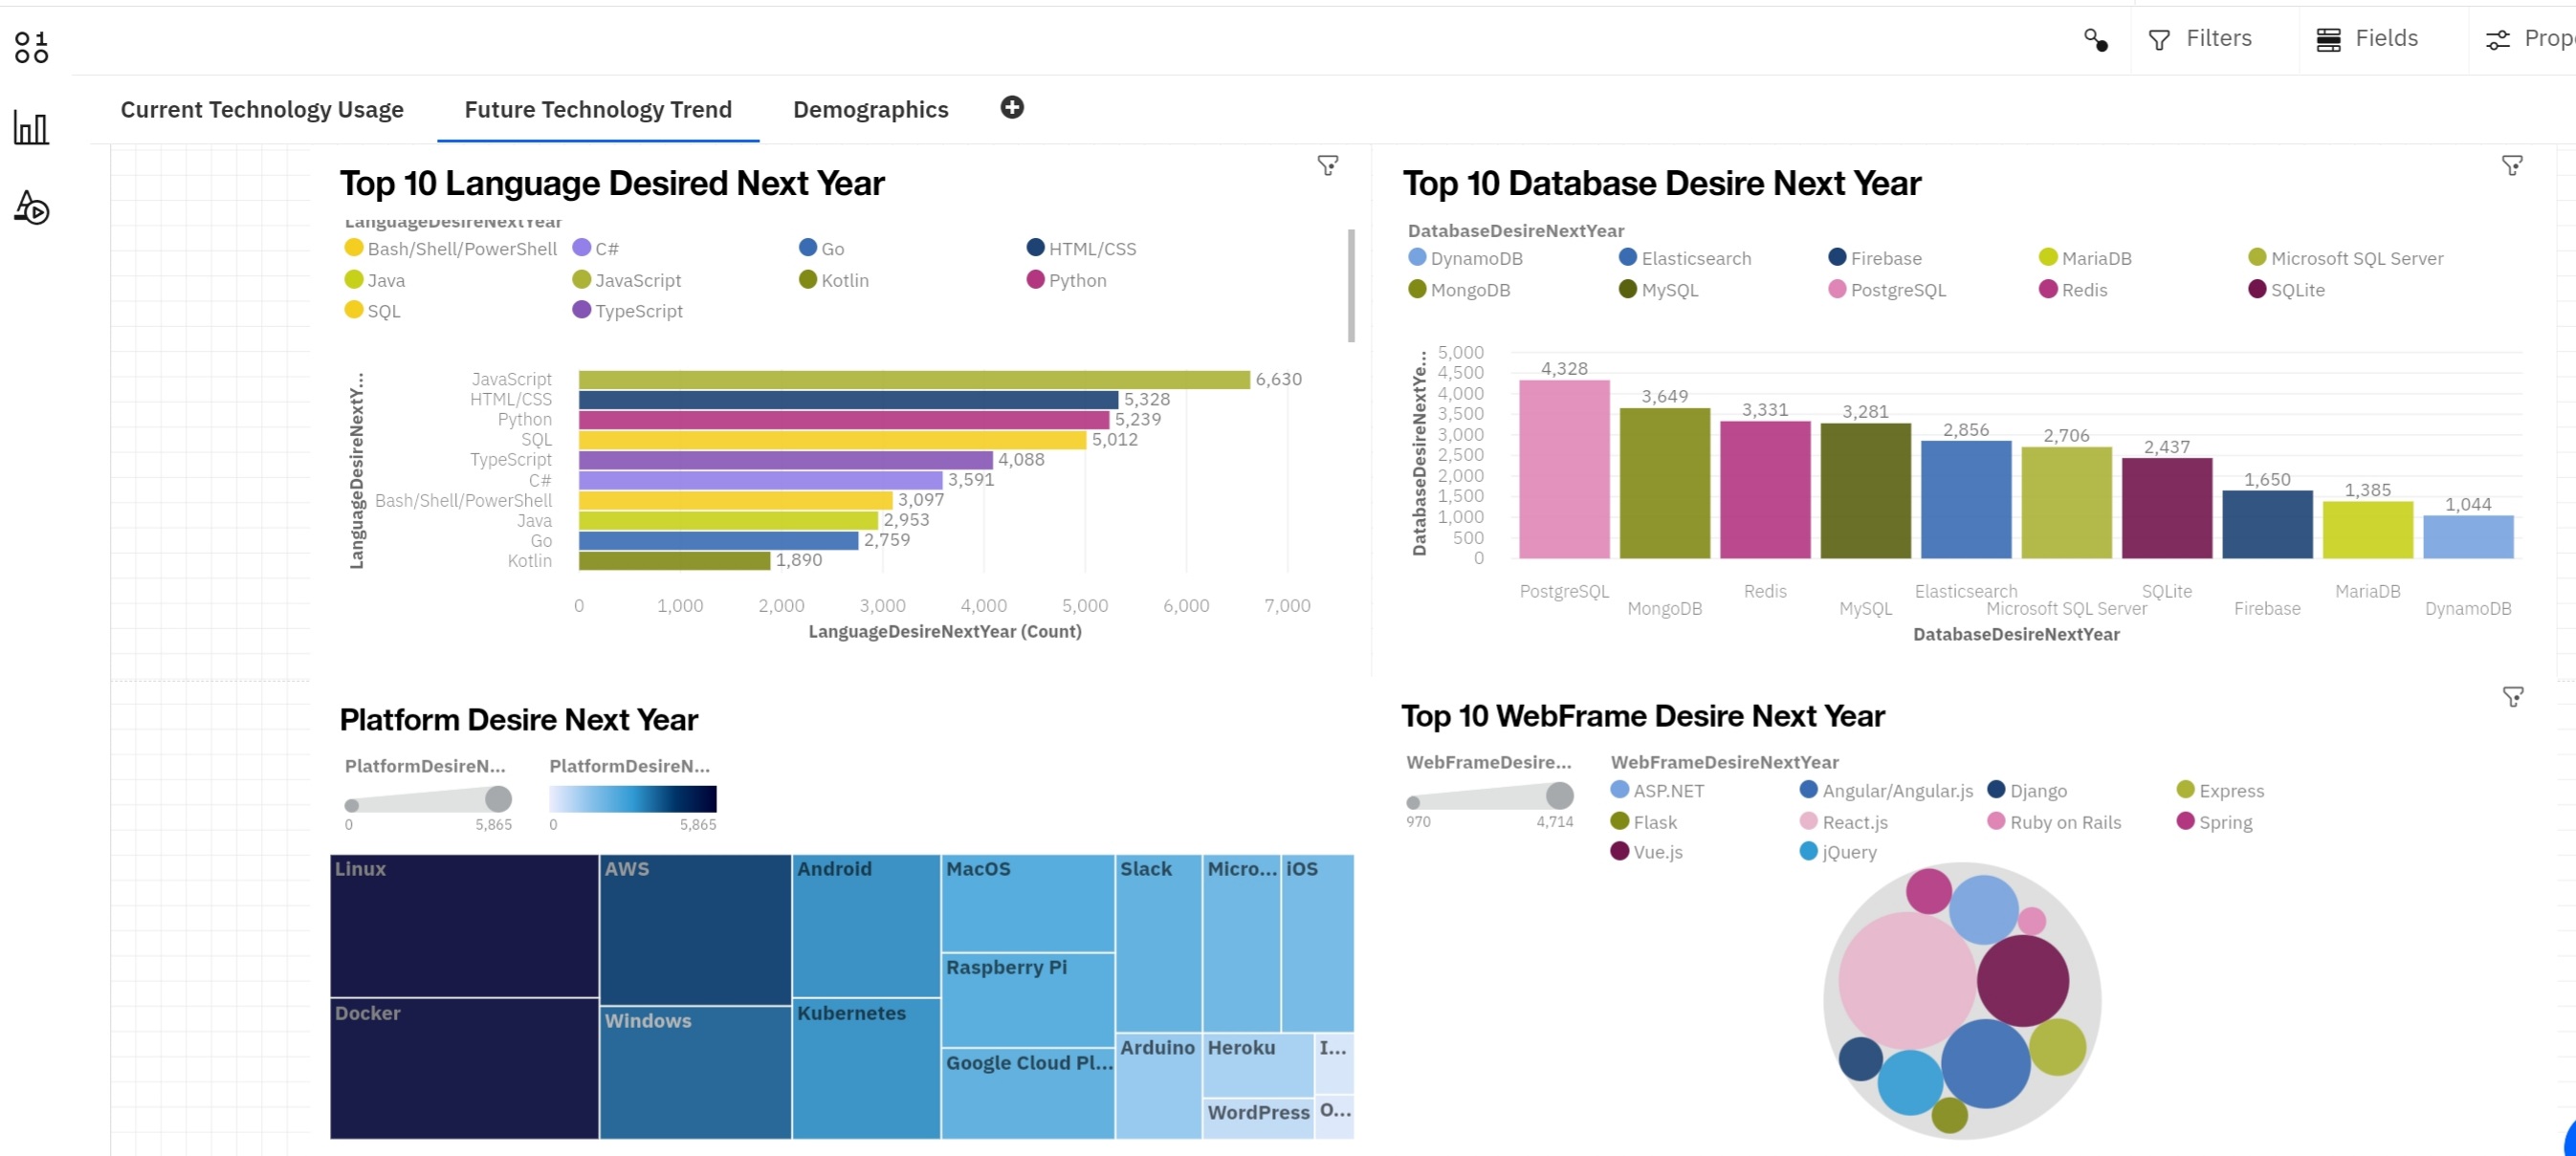 Filters
Fields
Prop
Current Technology Usage
Future Technology Trend
Demographics
Top 10 Language Desired Next Year
LanguageDesireNextYear
Bash/Shell/PowerShell
C#
Go
HTML/CSS
Java
JavaScript
Kotlin
Python
SQL
TypeScript
LanguageDesireNextY...
JavaScript 6,630
HTML/CSS 5,328
Python 5,239
SQL 5,012
TypeScript 4,088
C# 3,591
Bash/Shell/PowerShell 3,097
Java 2,953
Go 2,759
Kotlin 1,890
0 1,000 2,000 3,000 4,000 5,000 6,000 7,000
LanguageDesireNextYear (Count)
Top 10 Database Desire Next Year
DatabaseDesireNextYear
DynamoDB
Elasticsearch
Firebase
MariaDB
Microsoft SQL Server
MongoDB
MySQL
PostgreSQL
Redis
SQLite
DatabaseDesireNextYe...
5,000
4,500
4,000
3,500
3,000
2,500
2,000
1,500
1,000
500
0
4,328
3,649
3,331
3,281
2,856
2,706
2,437
1,650
1,385
1,044
PostgreSQL
MongoDB
Redis
MySQL
Elasticsearch
Microsoft SQL Server
SQLite
Firebase
MariaDB
DynamoDB
DatabaseDesireNextYear
Platform Desire Next Year
PlatformDesireN...
0 5,865
PlatformDesireN...
0 5,865
Linux
Docker
AWS
Windows
Android
Kubernetes
MacOS
Raspberry Pi
Google Cloud Pl...
Slack
Micro...
iOS
Arduino
Heroku
I...
WordPress
O...
Top 10 WebFrame Desire Next Year
WebFrameDesire...
970 4,714
WebFrameDesireNextYear
ASP.NET
Angular/Angular.js
Django
Express
Flask
React.js
Ruby on Rails
Spring
Vue.js
jQuery